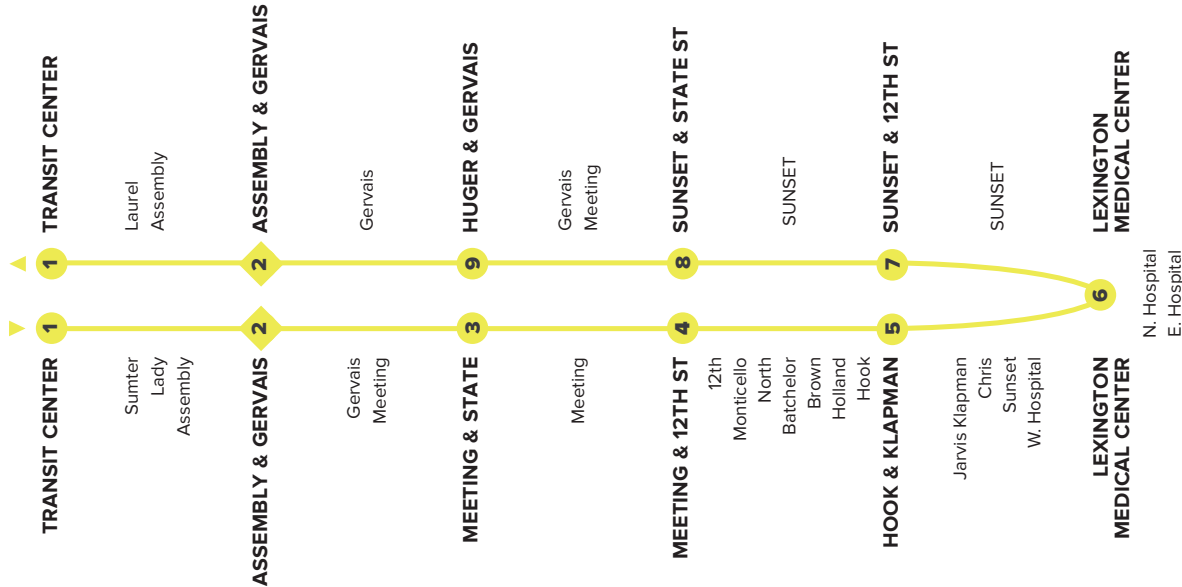 TRANSIT CENTER
1
Sumter
Lady
Assembly
ASSEMBLY & GERVAIS
2
Gervais
Meeting
MEETING & STATE
3
Meeting
MEETING & 12TH ST
4
12th
Monticello
North
Batchelor
Brown
Holland
Hook
HOOK & KLAPMAN
5
Jarvis Klapman
Chris
Sunset
W. Hospital
LEXINGTON
MEDICAL CENTER
6
N. Hospital
E. Hospital
TRANSIT CENTER
1
Laurel
Assembly
ASSEMBLY & GERVAIS
2
Gervais
HUGER & GERVAIS
9
Gervais
Meeting
SUNSET & STATE ST
8
SUNSET
SUNSET & 12TH ST
7
SUNSET
LEXINGTON
MEDICAL CENTER